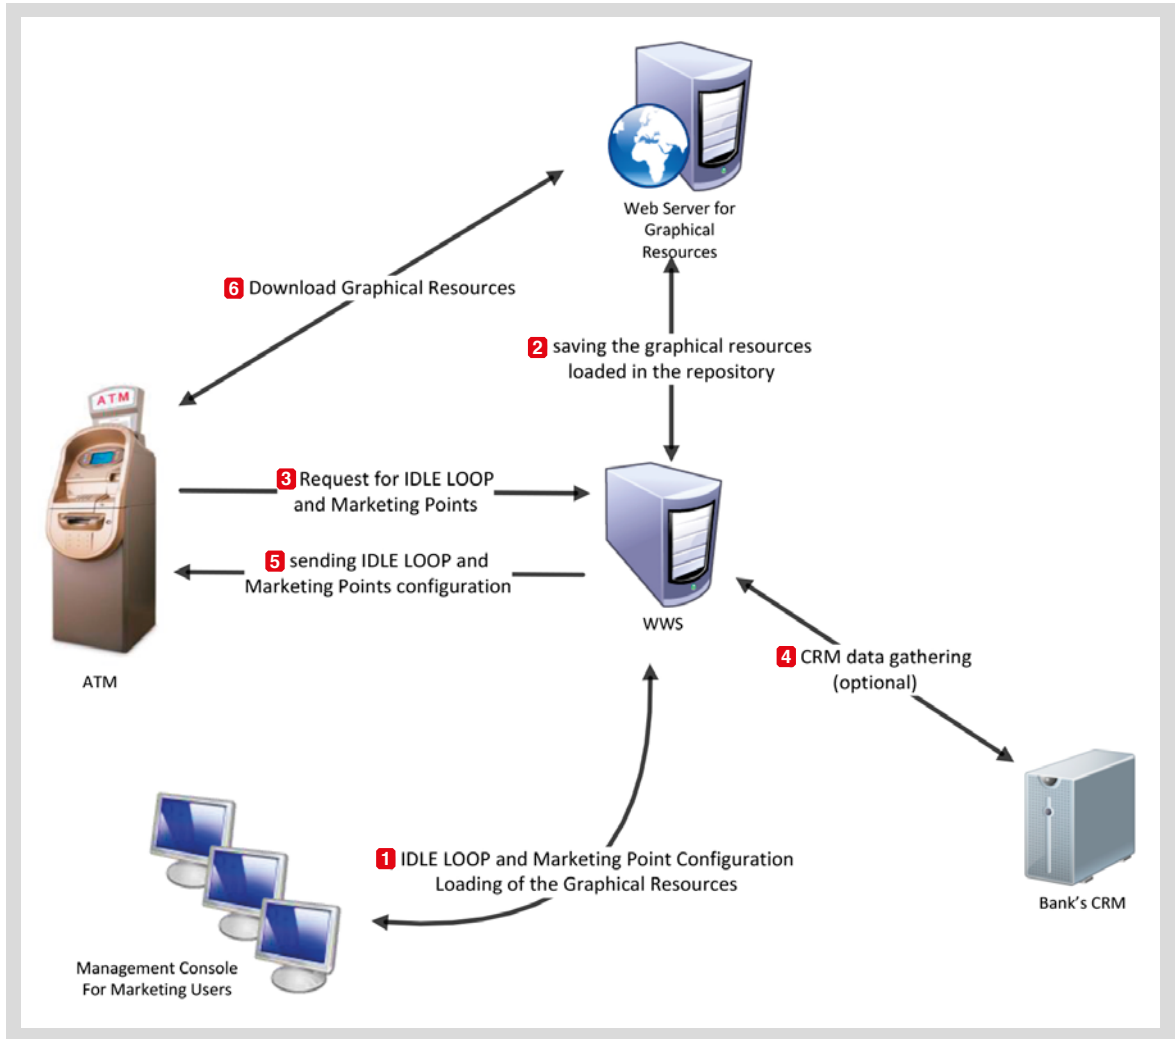 Web Server for
Graphical
Resources
6 Download Graphical Resources
2 saving the graphical resources
loaded in the repository
ATM
3 Request for IDLE LOOP
and Marketing Points
5 sending IDLE LOOP and
Marketing Points configuration
WWS
4 CRM data gathering
(optional)
ATM
1 IDLE LOOP and Marketing Point Configuration
Loading of the Graphical Resources
Bank's CRM
Management Console
For Marketing Users